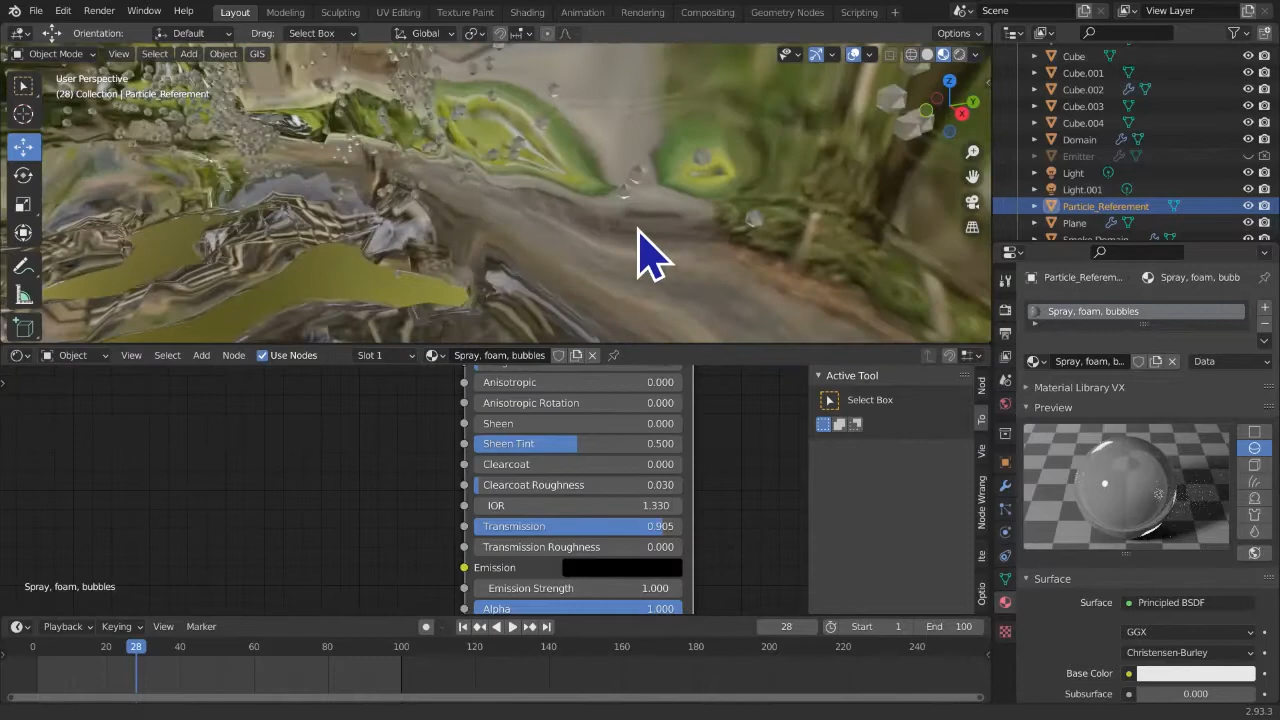 File Edit Render Window Help Layout Modeling Sculpting UV Editing Texture Paint Shading Animation Rendering Compositing Geometry Nodes Scripting + Scene View Layer
Orientation: Default Drag: Select Box Global Options
Object Mode View Select Add Object GIS
User Perspective
(28) Collection | Particle_Referement
Z
Y
X
Cube
Cube.001
Cube.002
Cube.003
Cube.004
Domain
Emitter
Light
Light.001
Particle_Referement
Plane
Particle_Referem... Spray, foam, bubb
Spray, foam, bubbles
Spray, foam, b... Data
Material Library VX
Preview
Surface
Surface: Principled BSDF
GGX
Christensen-Burley
Base Color
Subsurface 0.000
Object View Select Add Node Use Nodes Slot 1 Spray, foam, bubbles
Anisotropic 0.000
Anisotropic Rotation 0.000
Sheen 0.000
Sheen Tint 0.500
Clearcoat 0.000
Clearcoat Roughness 0.030
IOR 1.330
Transmission 0.905
Transmission Roughness 0.000
Emission
Emission Strength 1.000
Alpha 1.000
Spray, foam, bubbles
Active Tool
Select Box
Nod
To
Vie
Node Wrang
Ite
Optio
Playback Keying View Marker 28 Start 1 End 100
0 20 28 40 60 80 100 120 140 160 180 200 220 240
2.93.3